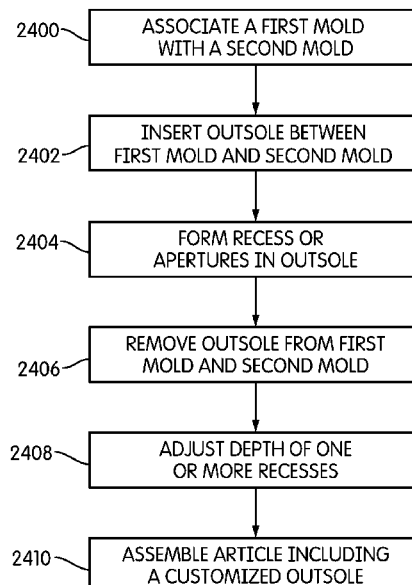 2400
ASSOCIATE A FIRST MOLD
WITH A SECOND MOLD
2402
INSERT OUTSOLE BETWEEN
FIRST MOLD AND SECOND MOLD
2404
FORM RECESS OR
APERTURES IN OUTSOLE
2406
REMOVE OUTSOLE FROM FIRST
MOLD AND SECOND MOLD
2408
ADJUST DEPTH OF ONE
OR MORE RECESSES
2410
ASSEMBLE ARTICLE INCLUDING
A CUSTOMIZED OUTSOLE